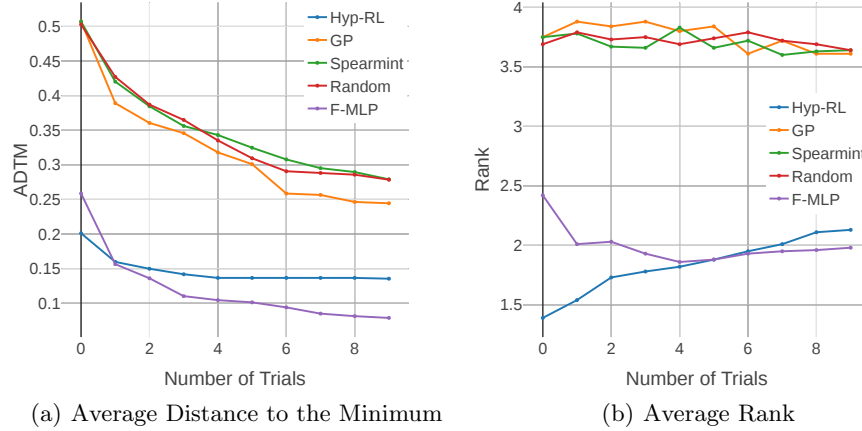 0.5
0.45
0.4
0.35
0.3
0.25
0.2
0.15
0.1
ADTM
0 2 4 6 8
Number of Trials
Hyp-RL
GP
Spearmint
Random
F-MLP
(a) Average Distance to the Minimum
4
3.5
3
2.5
2
1.5
Rank
0 2 4 6 8
Number of Trials
Hyp-RL
GP
Spearmint
Random
F-MLP
(b) Average Rank